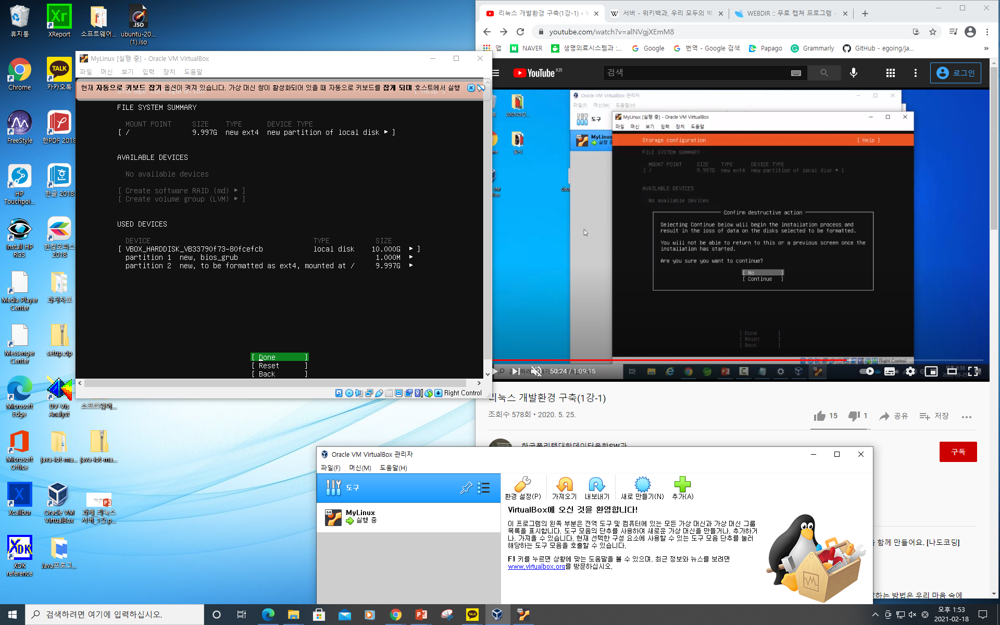 휴지통
XReport
소프트웨어...
ubuntu-20...
(1).iso
Chrome
카카오톡
FreeStyle
한PDF 2018
HP
Touchpoi...
한글 2018
Install HP
RGS
한컴오피스
2018
Media Player
Center
과거자료
Messenger
Center
setup.zip
Microsoft
Edge
UV-Vis
Analyst
소프트웨어...
Microsoft
Office
java-iot-ma...
java-iot-ma...
Xcalibur
Oracle VM
VirtualBox
과제_리눅스
서버_1강.p...
XDK
reference
Java프로그...
MyLinux [실행 중] - Oracle VM VirtualBox
파일 머신 보기 입력 장치 도움말
현재 자동으로 키보드 잡기 옵션이 켜져 있습니다. 가상 머신 창이 활성화되어 있을 때 자동으로 키보드를 잡게 되며 호스트에서 실행
Storage configuration [ Help ]
FILE SYSTEM SUMMARY
MOUNT POINT SIZE TYPE DEVICE TYPE
[ / 9.997G new ext4 new partition of local disk ▸ ]
AVAILABLE DEVICES
No available devices
[ Create software RAID (md) ▸ ]
[ Create volume group (LVM) ▸ ]
USED DEVICES
DEVICE TYPE SIZE
[ VBOX_HARDDISK_VB33790f73-80fcefcb local disk 10.000G ▸ ]
partition 1 new, bios_grub 1.000M ▸
partition 2 new, to be formatted as ext4, mounted at / 9.997G ▸
[ Done ]
[ Reset ]
[ Back ]
Right Control
리눅스 개발환경 구축(1강-1) - Y
서버 - 위키백과, 우리 모두의 백
WEBDIR :: 무료 캡쳐 프로그램 -
youtube.com/watch?v=alNVgjXEmM8
앱 NAVER 생명의료시스템과 :... Google 번역 - Google 검색 Papago Grammarly GitHub - egoing/ja... »
YouTube KR
검색
로그인
200525강...
임시
Oracle VM VirtualBox 관리자
파일(F) 머신(M) 도움말(H)
도구
MyLinux
실행 중
MyLinux [실행 중] - Oracle VM VirtualBox
파일 머신 보기 입력 장치 도움말
Storage configuration [ Help ]
FILE SYSTEM SUMMARY
MOUNT POINT SIZE TYPE DEVICE TYPE
[ / 9.997G new ext4 new partition of local disk ▸ ]
AVAILABLE DEVICES
No available devices
Confirm destructive action
Selecting Continue below will begin the installation process and
result in the loss of data on the disks selected to be formatted.
You will not be able to return to this or a previous screen once the
installation has started.
Are you sure you want to continue?
[ No ]
[ Continue ]
[ Done ]
[ Reset ]
[ Back ]
Right Control
50:24 / 1:09:15
리눅스 개발환경 구축(1강-1)
조회수 578회 • 2020. 5. 25.
15 1 공유 저장
한국폴리텍대학데이터융합SW과
구독
함께 만들어요. [나도코딩]
하는 방법은 우리 마음 속에
Oracle VM VirtualBox 관리자
파일(F) 머신(M) 도움말(H)
도구
MyLinux
실행 중
환경 설정(P) 가져오기 내보내기 새로 만들기(N) 추가(A)
VirtualBox에 오신 것을 환영합니다!
이 프로그램의 왼쪽 부분은 전역 도구 및 컴퓨터에 있는 모든 가상 머신과 가상 머신 그룹
목록을 표시합니다. 도구 모음의 단추를 사용하여 새로운 가상 머신을 만들거나, 추가하거
나, 가져올 수 있습니다. 현재 선택한 구성 요소에 사용할 수 있는 도구 모음 단추를 눌러
해당하는 도구 모음을 호출할 수 있습니다.
F1 키를 누르면 상황에 맞는 도움말을 볼 수 있으며, 최근 정보와 뉴스를 보려면
www.virtualbox.org를 방문하십시오.
검색하려면 여기에 입력하십시오.
오후 1:53
2021-02-18